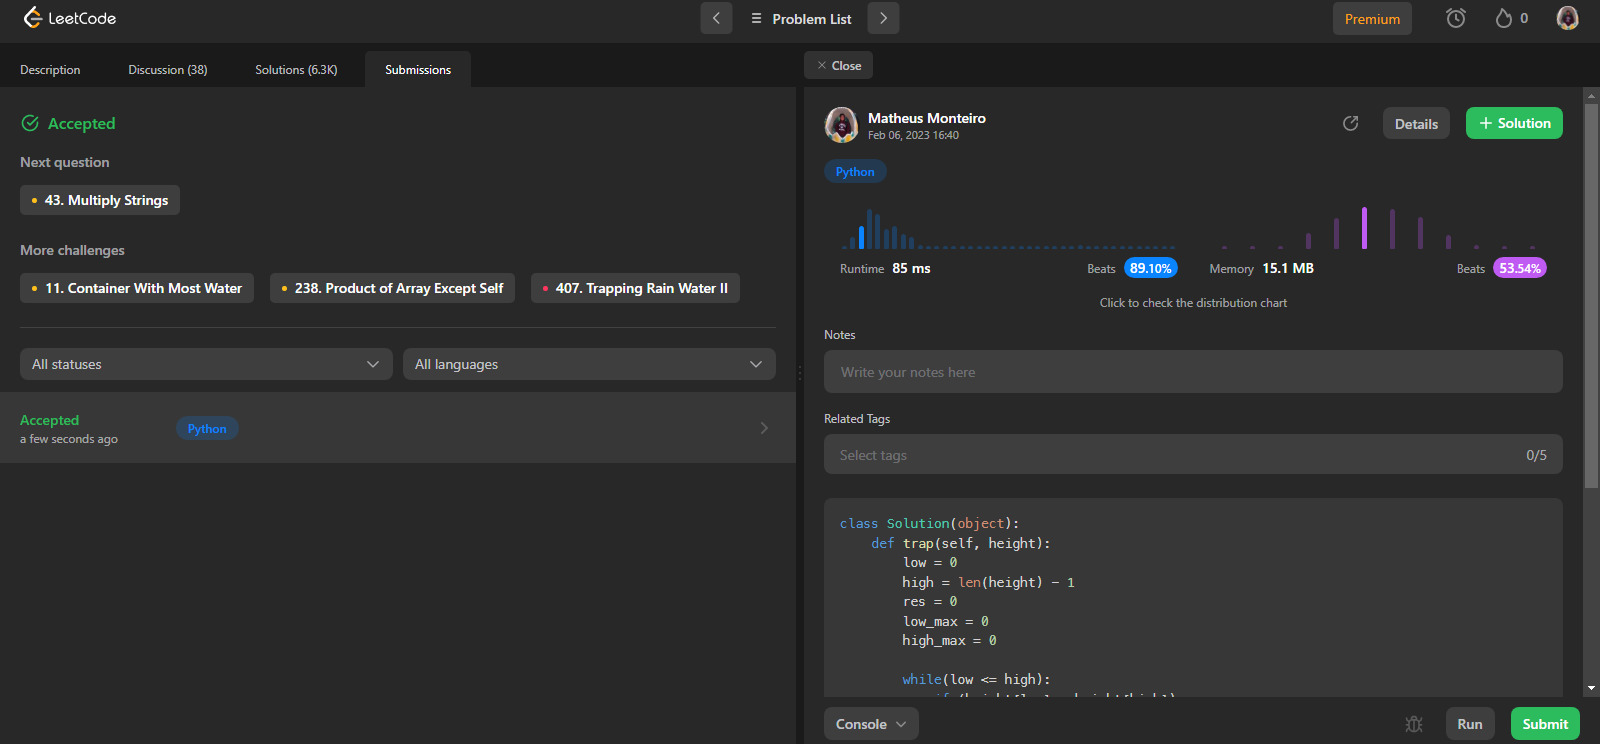 LeetCode
Problem List
Premium
0
Description
Discussion (38)
Solutions (6.3K)
Submissions
Accepted
Next question
43. Multiply Strings
More challenges
11. Container With Most Water
238. Product of Array Except Self
407. Trapping Rain Water II
All statuses
All languages
Accepted
a few seconds ago
Python
Close
Matheus Monteiro
Feb 06, 2023 16:40
Details
+ Solution
Python
Runtime 85 ms
Beats 89.10%
Memory 15.1 MB
Beats 53.54%
Click to check the distribution chart
Notes
Write your notes here
Related Tags
Select tags
0/5
class Solution(object):
def trap(self, height):
low = 0
high = len(height) - 1
res = 0
low_max = 0
high_max = 0
while(low <= high):
Console
Run
Submit